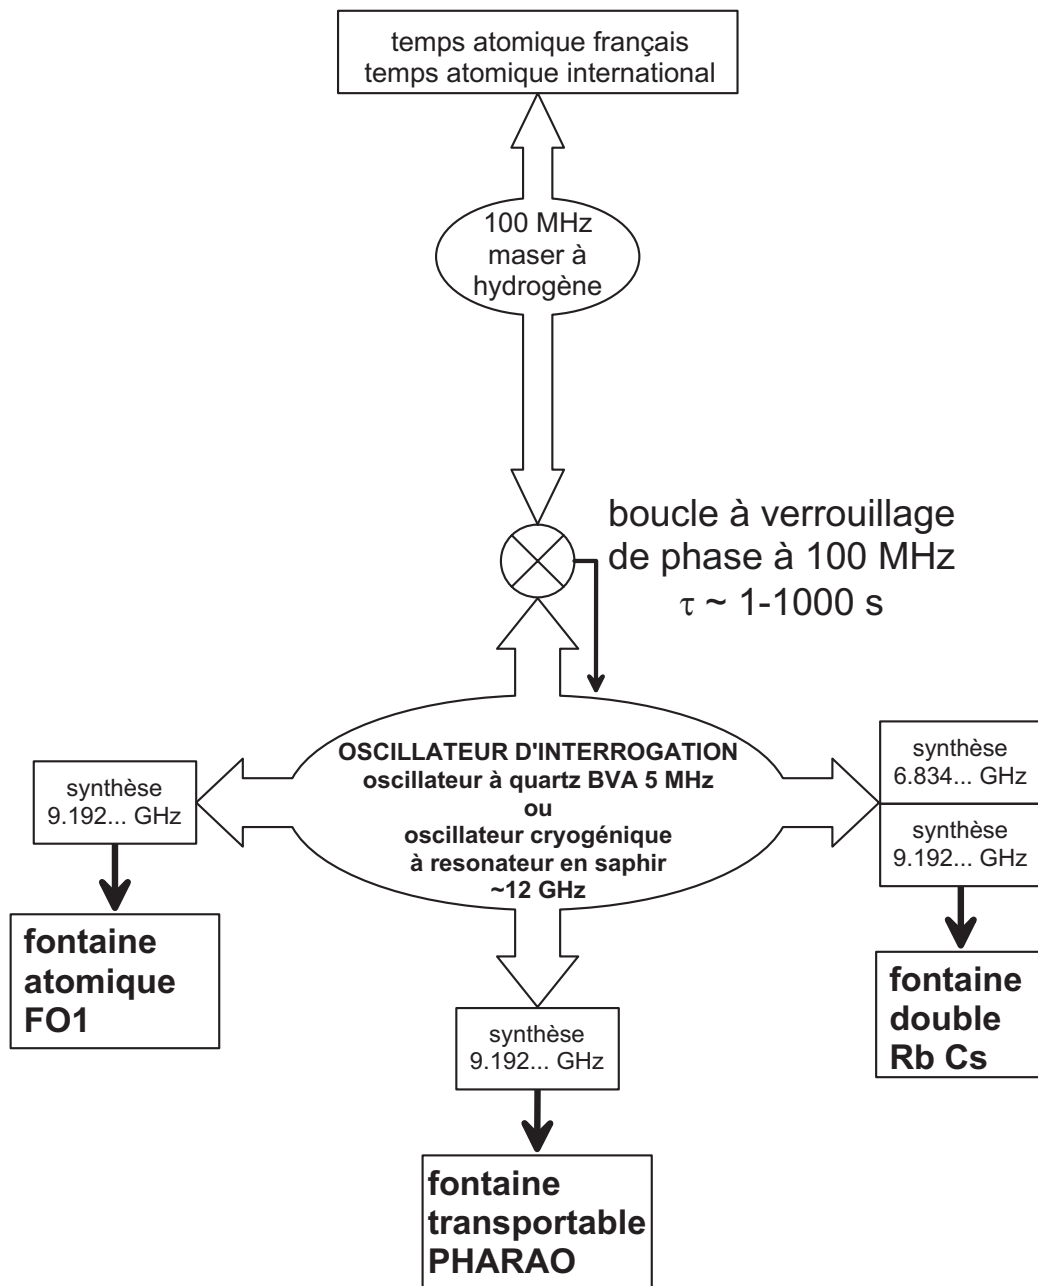 temps atomique français
temps atomique international
100 MHz
maser à
hydrogène
boucle à verrouillage
de phase à 100 MHz
τ ~ 1-1000 s
OSCILLATEUR D'INTERROGATION
oscillateur à quartz BVA 5 MHz
ou
oscillateur cryogénique
à resonateur en saphir
~12 GHz
synthèse
9.192... GHz
fontaine
atomique
FO1
synthèse
6.834... GHz
synthèse
9.192... GHz
fontaine
double
Rb Cs
synthèse
9.192... GHz
fontaine
transportable
PHARAO